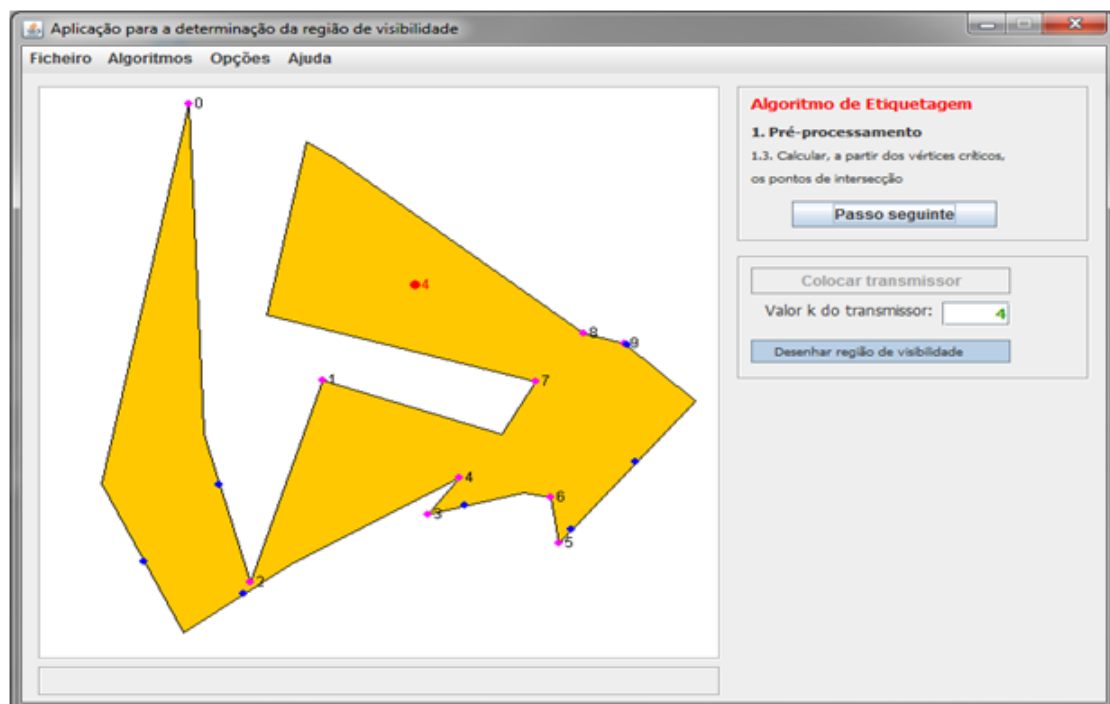 Aplicação para a determinação da região de visibilidade
Ficheiro Algoritmos Opções Ajuda
0
1
2
3
4
5
6
7
8
9
4
Algoritmo de Etiquetagem
1. Pré-processamento
1.3. Calcular, a partir dos vértices críticos,
os pontos de intersecção
Passo seguinte
Colocar transmissor
Valor k do transmissor: 4
Desenhar região de visibilidade